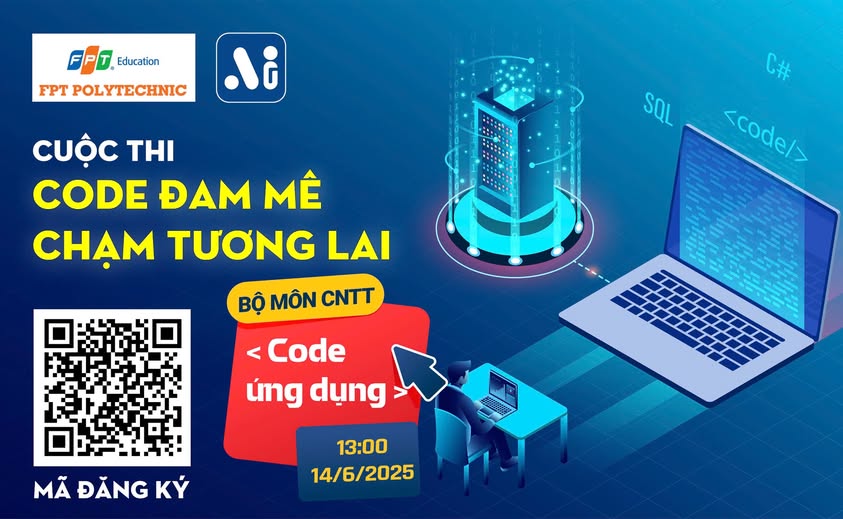 FPT Education
FPT POLYTECHNIC
Ai
CUỘC THI
CODE ĐAM MÊ
CHẠM TƯƠNG LAI
BỘ MÔN CNTT
< Code
ứng dụng >
13:00
14/6/2025
MÃ ĐĂNG KÝ
C#
SQL
<code/>